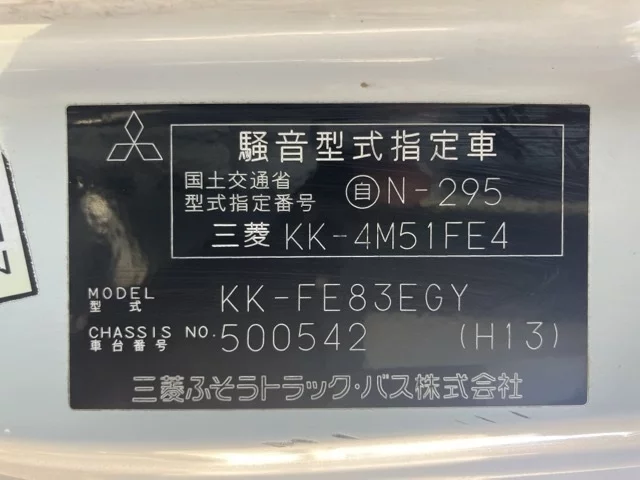 騒音型式指定車
国土交通省
型式指定番号 自N-295
三菱 KK-4M51FE4
MODEL
型式 KK-FE83EGY
CHASSIS NO.
車台番号 500542 (H13)
三菱ふそうトラック・バス株式会社